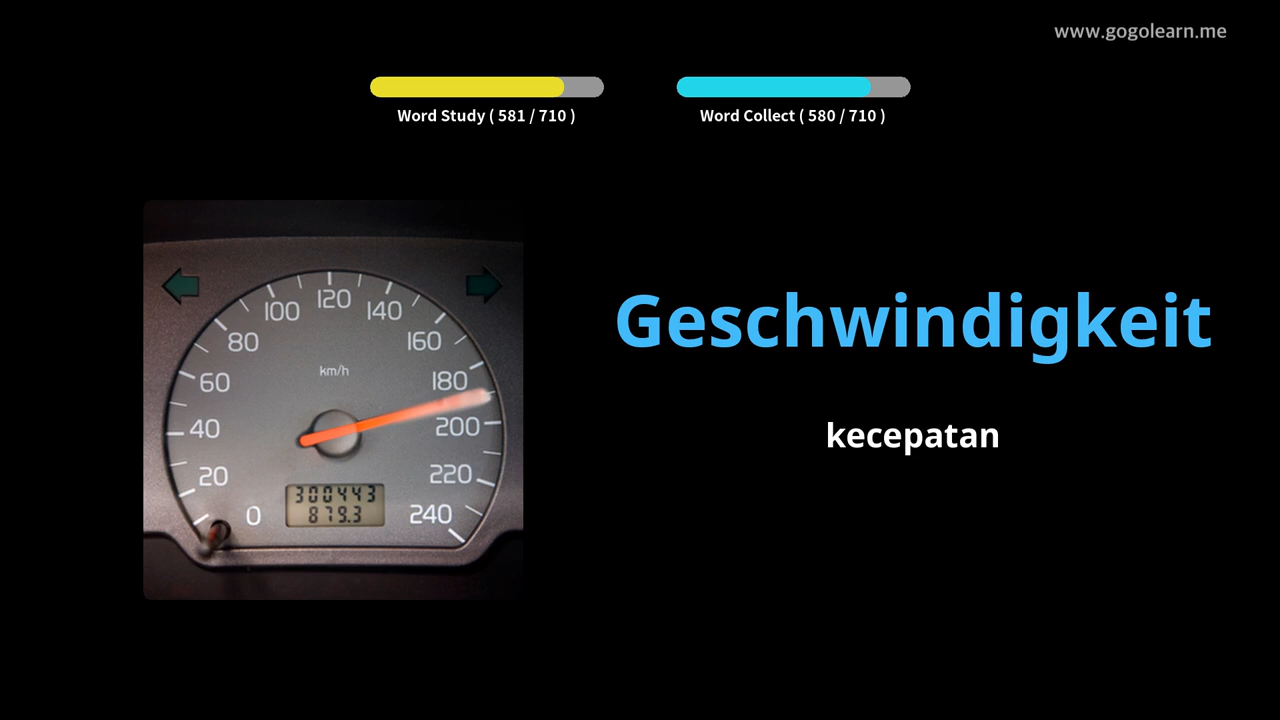 www.gogolearn.me
Word Study ( 581 / 710 )
Word Collect ( 580 / 710 )
120
100
140
80
160
km/h
60
180
Geschwindigkeit
40
200
kecepatan
20
220
300443
0
240
879.3